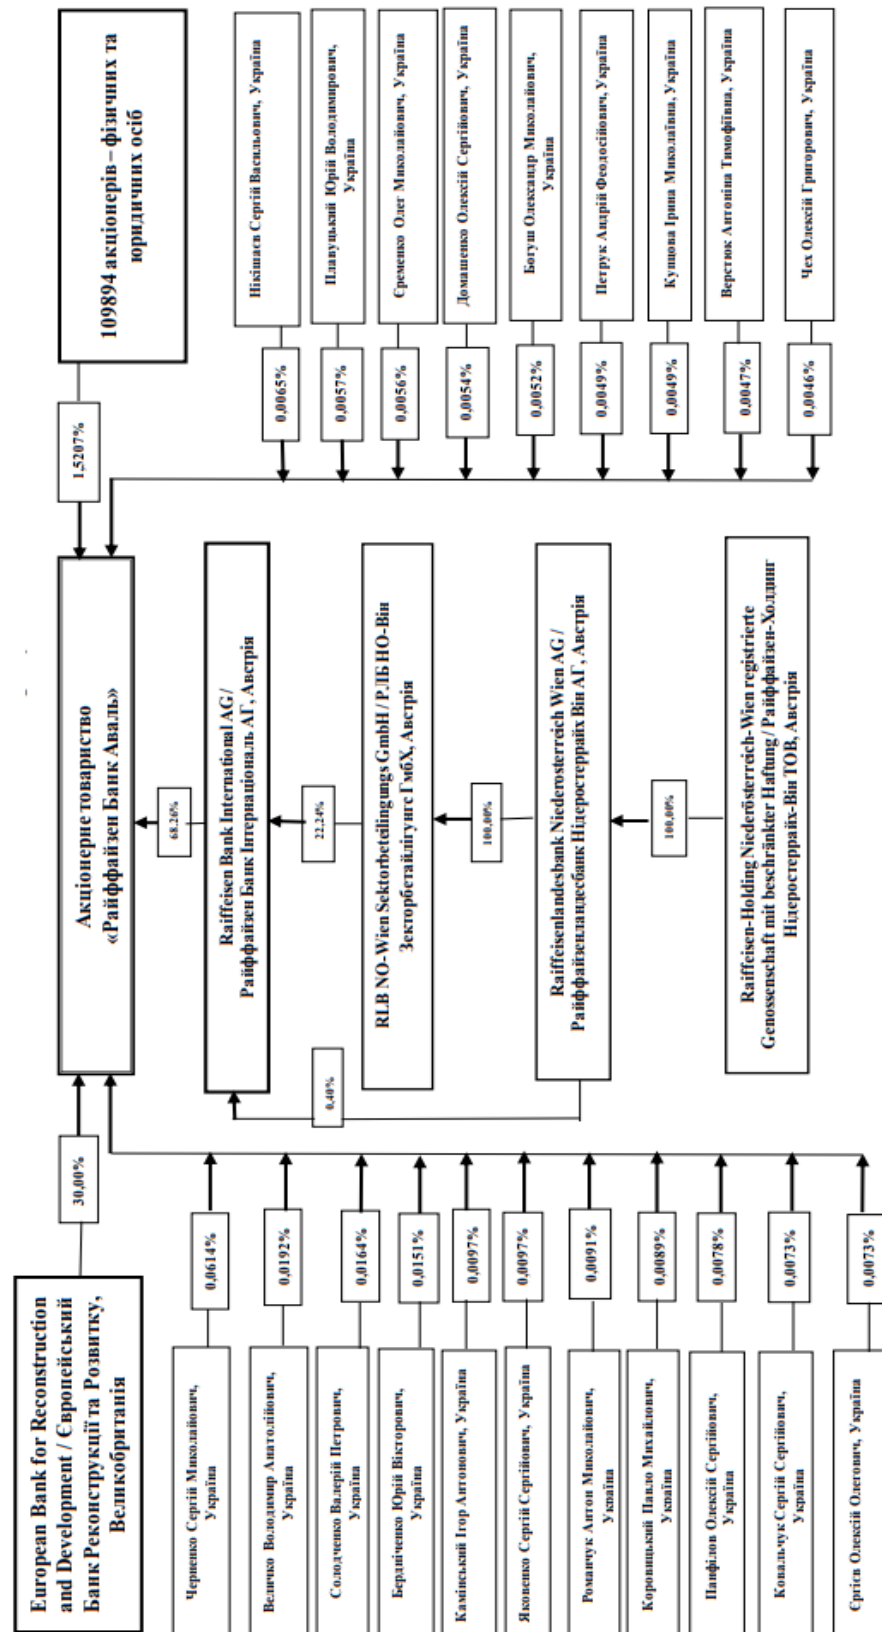 European Bank for Reconstruction
and Development / Європейський
Банк Реконструкції та Розвитку,
Великобританія
30,00%
Акціонерне товариство
«Райффайзен Банк Аваль»
1,5207%
109894 акціонерів – фізичних та
юридичних осіб
Черненко Сергій Миколайович,
Україна
0,0614%
Величко Володимир Анатолійович,
Україна
0,0192%
Солодченко Валерій Петрович,
Україна
0,0164%
Бердніченко Юрій Вікторович,
Україна
0,0151%
Камінський Ігор Антонович, Україна
0,0097%
Яковенко Сергій Сергійович, Україна
0,0097%
Романчук Антон Миколайович,
Україна
0,0091%
Коровицький Павло Михайлович,
Україна
0,0089%
Панфілов Олексій Сергійович,
Україна
0,0078%
Ковальчук Сергій Сергійович,
Україна
0,0073%
Єргієв Олексій Олегович, Україна
0,0073%
68.26%
Raiffeisen Bank International AG /
Райффайзен Банк Інтернаціональ АГ, Австрія
0,40%
22,24%
RLB NO-Wien Sektorbeteilingungs GmbH / РЛБ НО-Він
Зекторбетайлігунгс ГмбХ, Австрія
100,00%
Raiffeisenlandesbank Niederosterreich Wien AG /
Райффайзенландесбанк Нідеростеррайх Він АГ, Австрія
100,00%
Raiffeisen-Holding Niederösterreich-Wien registrierte
Genossenschaft mit beschränkter Haftung / Райффайзен-Холдинг
Нідеростеррайх-Він ТОВ, Австрія
0,0065%
Нікішаєв Сергій Васильович, Україна
0,0057%
Плавуцький Юрій Володимирович,
Україна
0,0056%
Єременко Олег Миколайович, Україна
0,0054%
Домашенко Олексій Сергійович, Україна
0,0052%
Богуш Олександр Миколайович,
Україна
0,0049%
Петрук Андрій Феодосійович, Україна
0,0049%
Купцова Ірина Миколаївна, Україна
0,0047%
Верстюк Антоніна Тимофіївна, Україна
0,0046%
Чех Олексій Григорович, Україна